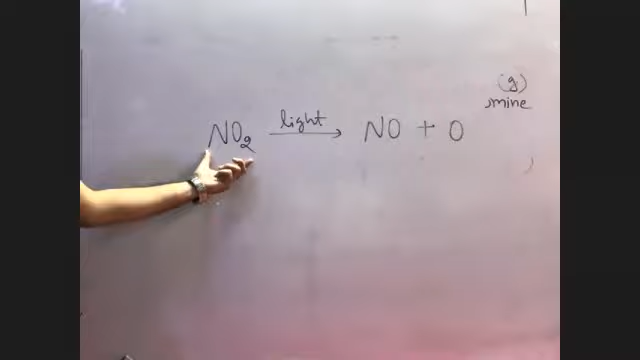 NO₂ light → NO + O
(g)
mine